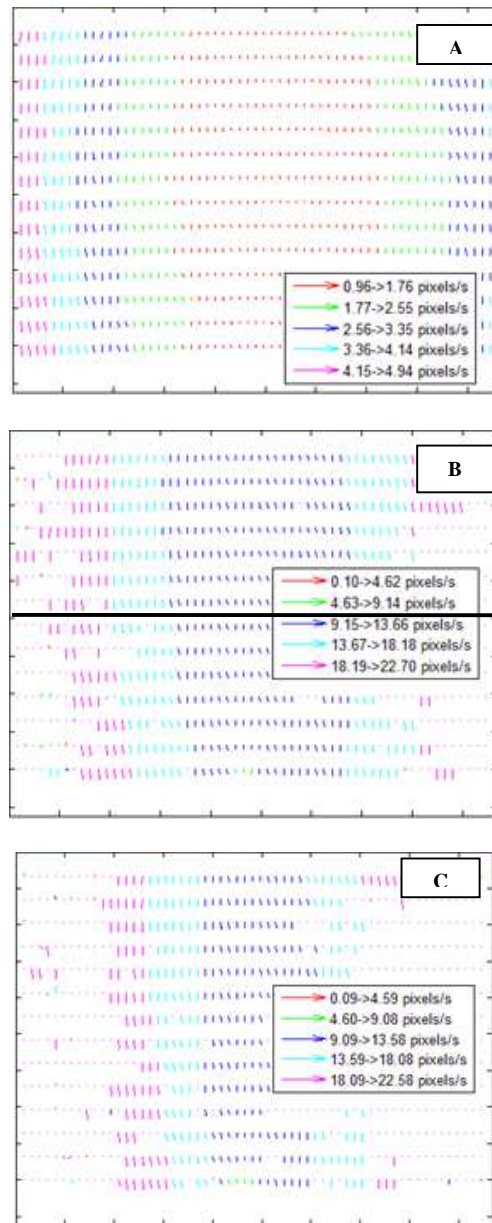 A
0.96->1.76 pixels/s
1.77->2.55 pixels/s
2.56->3.35 pixels/s
3.36->4.14 pixels/s
4.15->4.94 pixels/s
B
0.10->4.62 pixels/s
4.63->9.14 pixels/s
9.15->13.66 pixels/s
13.67->18.18 pixels/s
18.19->22.70 pixels/s
C
0.09->4.59 pixels/s
4.60->9.08 pixels/s
9.09->13.58 pixels/s
13.59->18.08 pixels/s
18.09->22.58 pixels/s